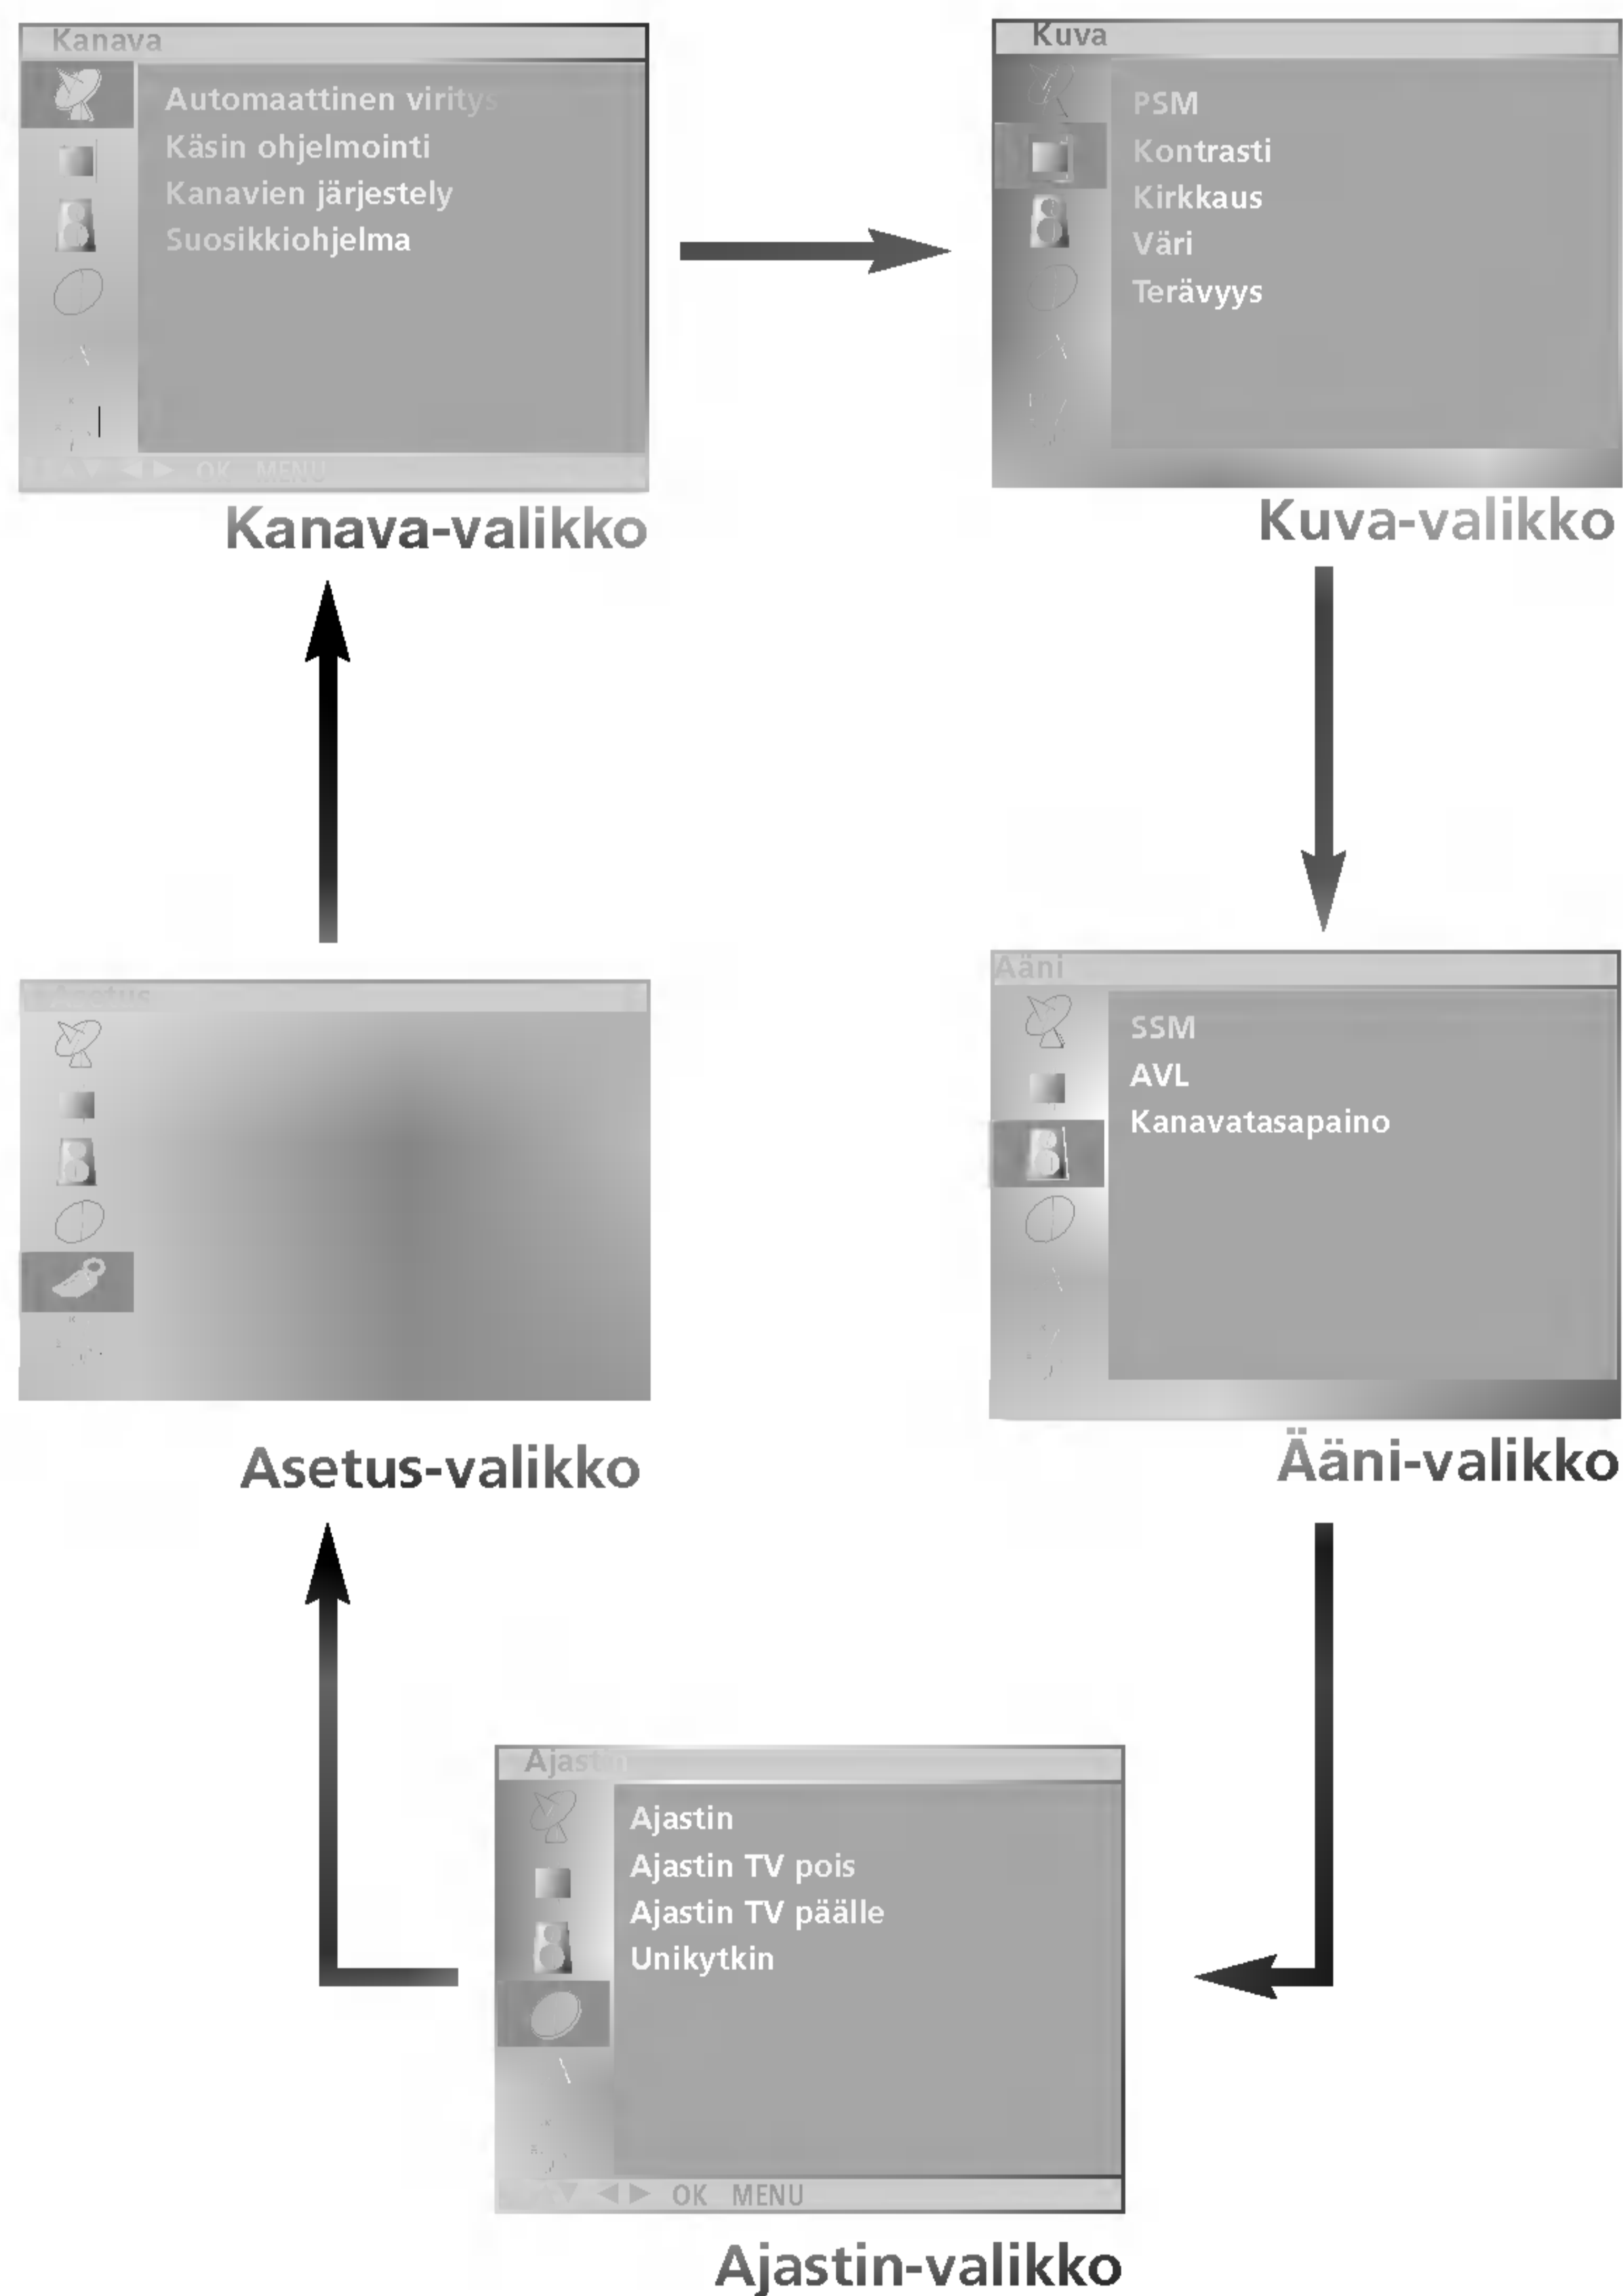 Kanava
Automaattinen viritys
Käsin ohjelmointi
Kanavien järjestely
Suosikkiohjelma
OK MENU
Kanava-valikko
Kuva
PSM
Kontrasti
Kirkkaus
Väri
Terävyys
Kuva-valikko
Ääni
SSM
AVL
Kanavatasapaino
Ääni-valikko
Asetus
Asetus-valikko
Ajastin
Ajastin
Ajastin TV pois
Ajastin TV päälle
Unikytkin
OK MENU
Ajastin-valikko